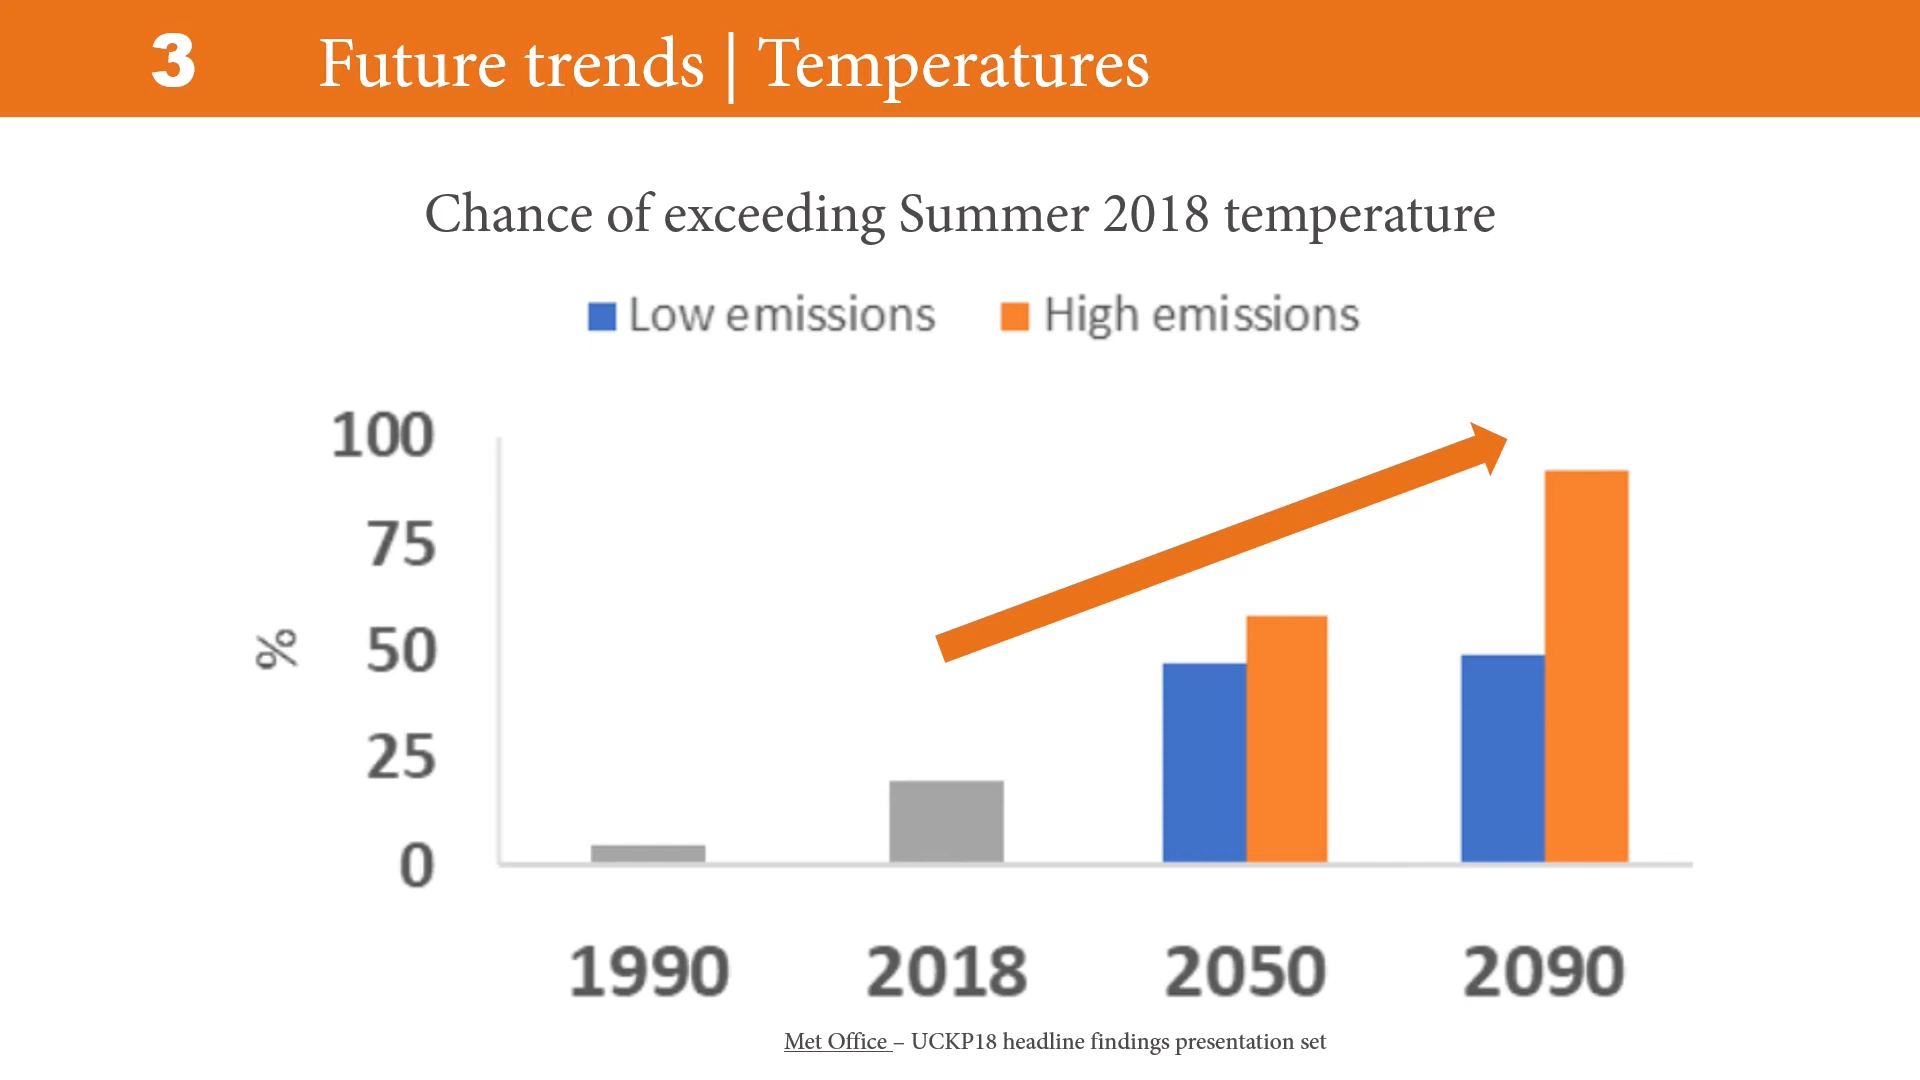 3 Future trends | Temperatures
Chance of exceeding Summer 2018 temperature
Low emissions High emissions
100
75
%
50
25
0
1990 2018 2050 2090
Met Office – UCKP18 headline findings presentation set